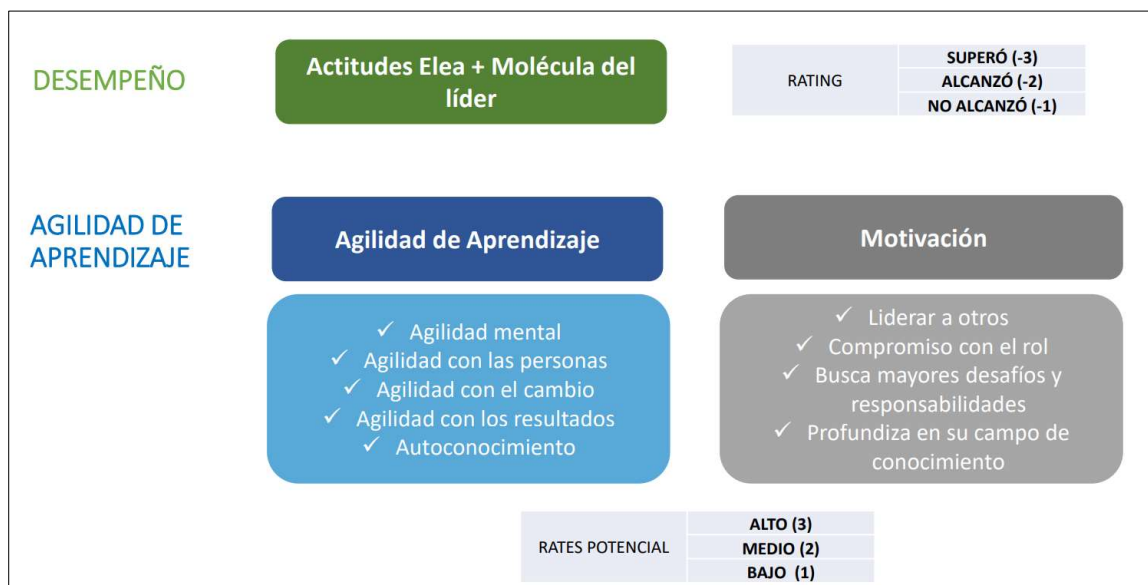 DESEMPEÑO
Actitudes Elea + Molécula del
líder
RATING
SUPERÓ (-3)
ALCANZÓ (-2)
NO ALCANZÓ (-1)
AGILIDAD DE
APRENDIZAJE
Agilidad de Aprendizaje
Motivación
✓ Agilidad mental
✓ Agilidad con las personas
✓ Agilidad con el cambio
✓ Agilidad con los resultados
✓ Autoconocimiento
✓ Liderar a otros
✓ Compromiso con el rol
✓ Busca mayores desafíos y
responsabilidades
✓ Profundiza en su campo de
conocimiento
RATES POTENCIAL
ALTO (3)
MEDIO (2)
BAJO (1)